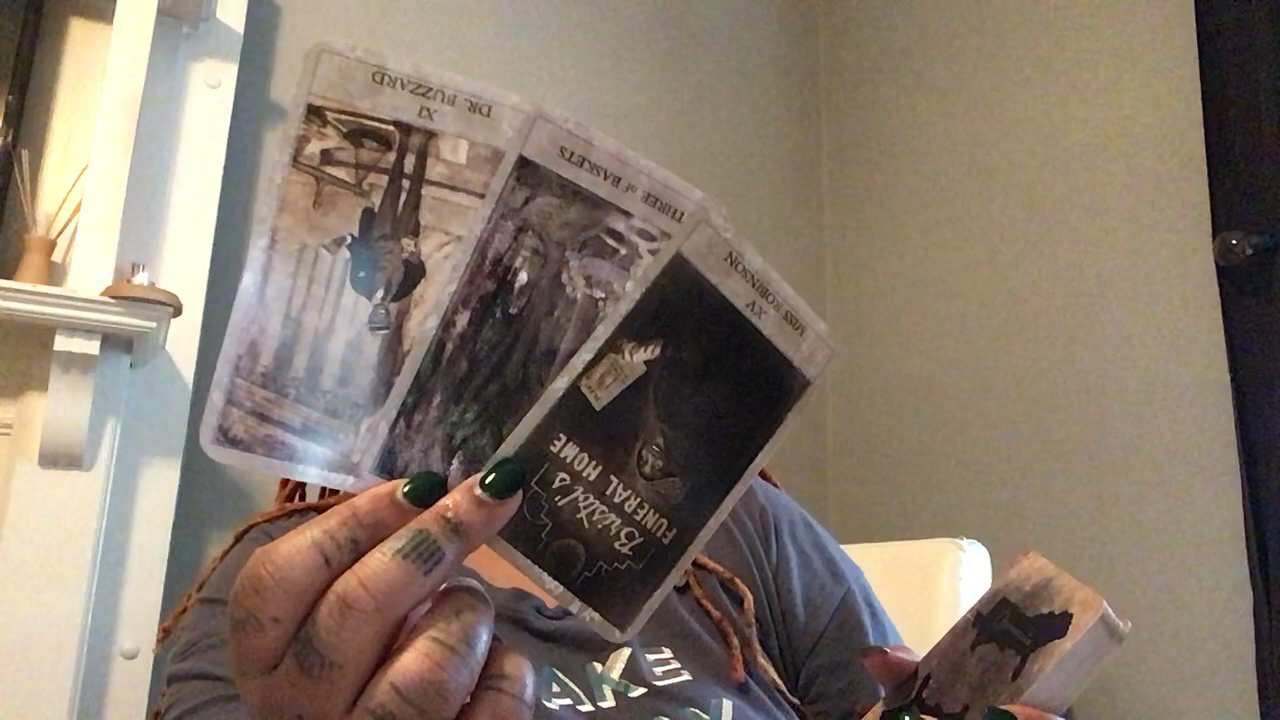 DR. BUZZARD
XI
THREE of BASKETS
MISS ROBINSON
XV
Bristol's
FUNERAL HOME